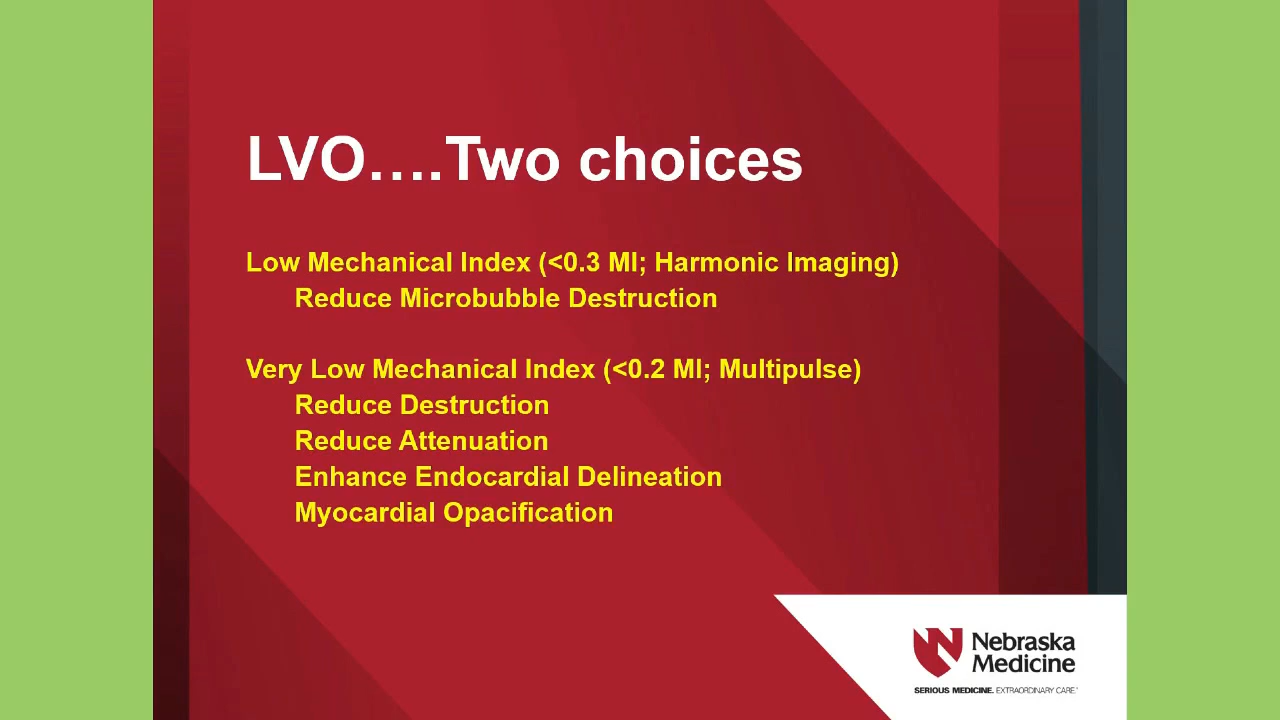 LVO….Two choices
Low Mechanical Index (<0.3 MI; Harmonic Imaging)
Reduce Microbubble Destruction
Very Low Mechanical Index (<0.2 MI; Multipulse)
Reduce Destruction
Reduce Attenuation
Enhance Endocardial Delineation
Myocardial Opacification
Nebraska
Medicine
SERIOUS MEDICINE. EXTRAORDINARY CARE.